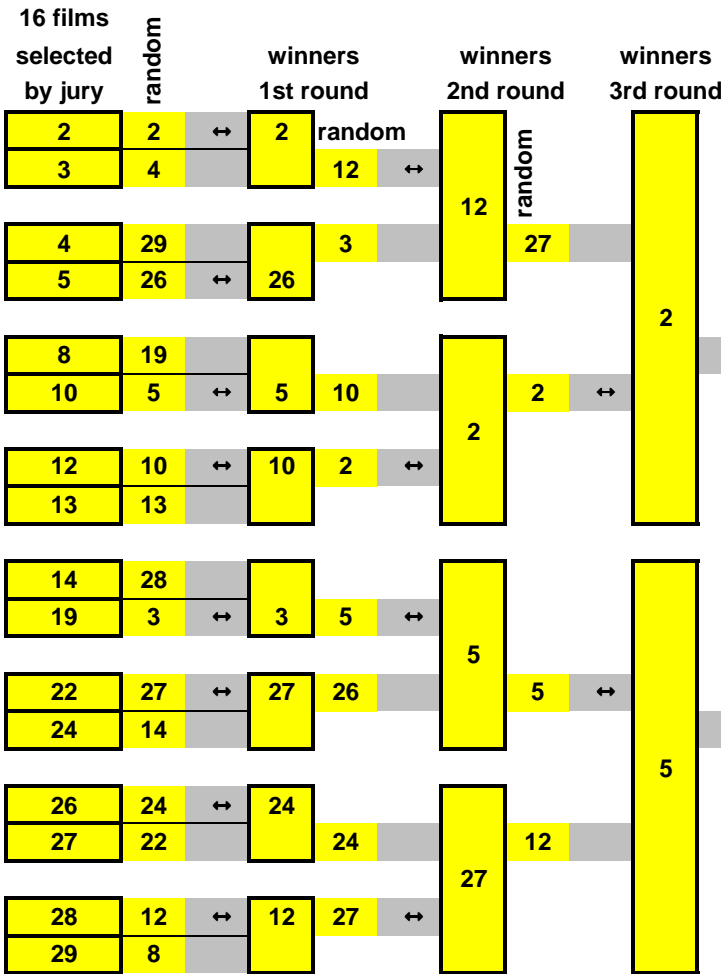 16 films
selected random winners winners winners
by jury 1st round 2nd round 3rd round
2 2 ↔ 2 random
3 4 12 ↔
12 random
4 29 3 27
5 26 ↔ 26
2
8 19
10 5 ↔ 5 10 2 ↔
2
12 10 ↔ 10 2 ↔
13 13
14 28
19 3 ↔ 3 5 ↔
5
22 27 ↔ 27 26 5 ↔
24 14
5
26 24 ↔ 24
27 22 24 12
27
28 12 ↔ 12 27 ↔
29 8